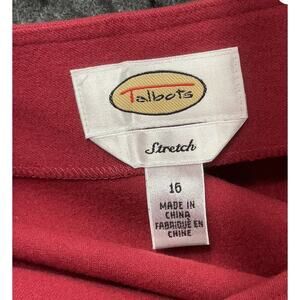 Talbots
Stretch
16
MADE IN
CHINA
FABRIQUÉ EN
CHINE